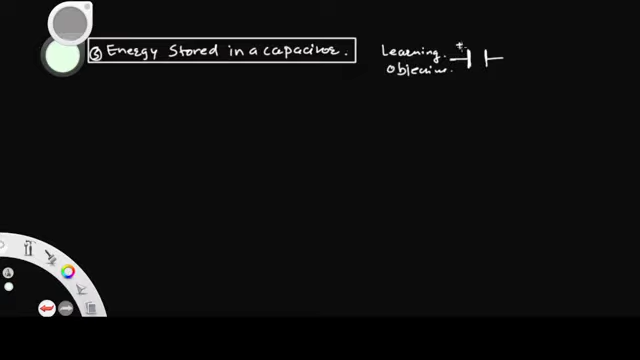 ③ Energy Stored in a capacitor.
Learning
Objective.
+